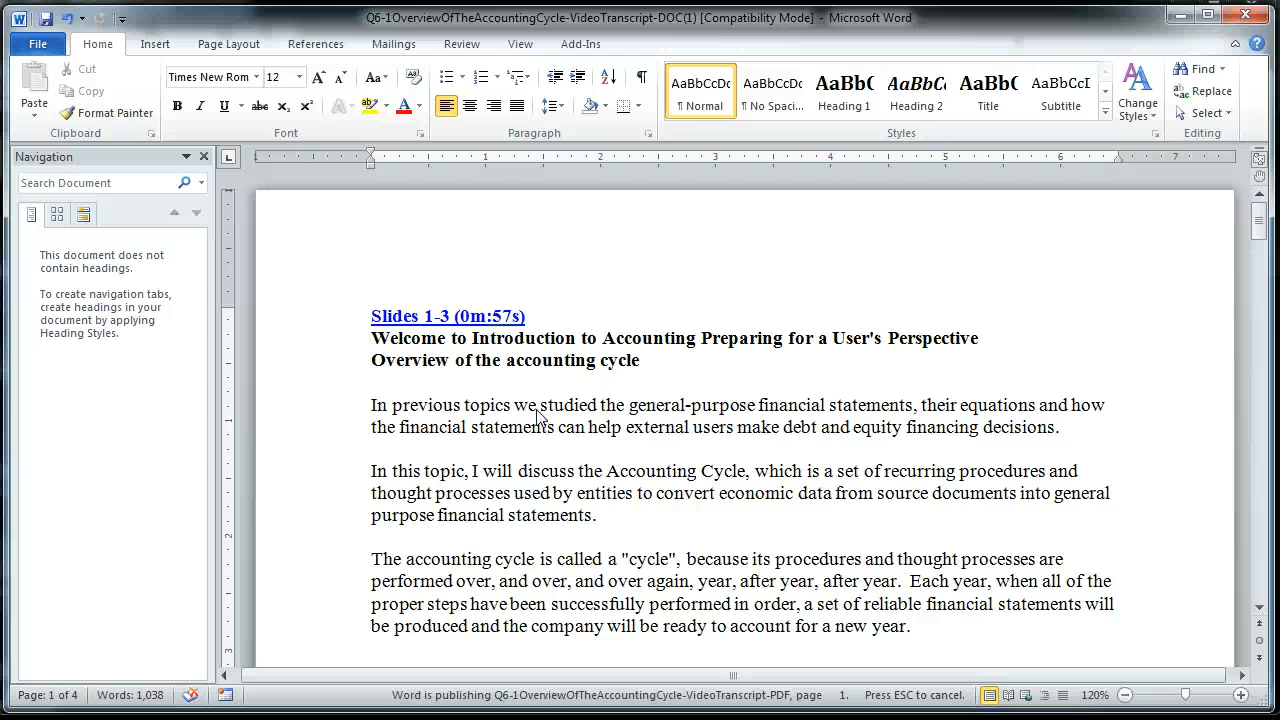 Q6-1OverviewOfTheAccountingCycle-VideoTranscript-DOC(1) [Compatibility Mode] - Microsoft Word
File Home Insert Page Layout References Mailings Review View Add-Ins
Paste
Cut
Copy
Format Painter
Clipboard
Times New Rom 12
Font
Paragraph
AaBbCcDc AaBbCcDc AaBbC AaBbCc AaBbC AaBbCcI
¶ Normal ¶ No Spaci... Heading 1 Heading 2 Title Subtitle
Change Styles
Styles
Find
Replace
Select
Editing
Navigation
Search Document
This document does not
contain headings.
To create navigation tabs,
create headings in your
document by applying
Heading Styles.
1 1 2 3 4 5 6 7
1
2
3
Slides 1-3 (0m:57s)
Welcome to Introduction to Accounting Preparing for a User's Perspective
Overview of the accounting cycle
In previous topics we studied the general-purpose financial statements, their equations and how
the financial statements can help external users make debt and equity financing decisions.
In this topic, I will discuss the Accounting Cycle, which is a set of recurring procedures and
thought processes used by entities to convert economic data from source documents into general
purpose financial statements.
The accounting cycle is called a "cycle", because its procedures and thought processes are
performed over, and over, and over again, year, after year, after year. Each year, when all of the
proper steps have been successfully performed in order, a set of reliable financial statements will
be produced and the company will be ready to account for a new year.
Page: 1 of 4 Words: 1,038 Word is publishing Q6-1OverviewOfTheAccountingCycle-VideoTranscript-PDF, page 1. Press ESC to cancel. 120%